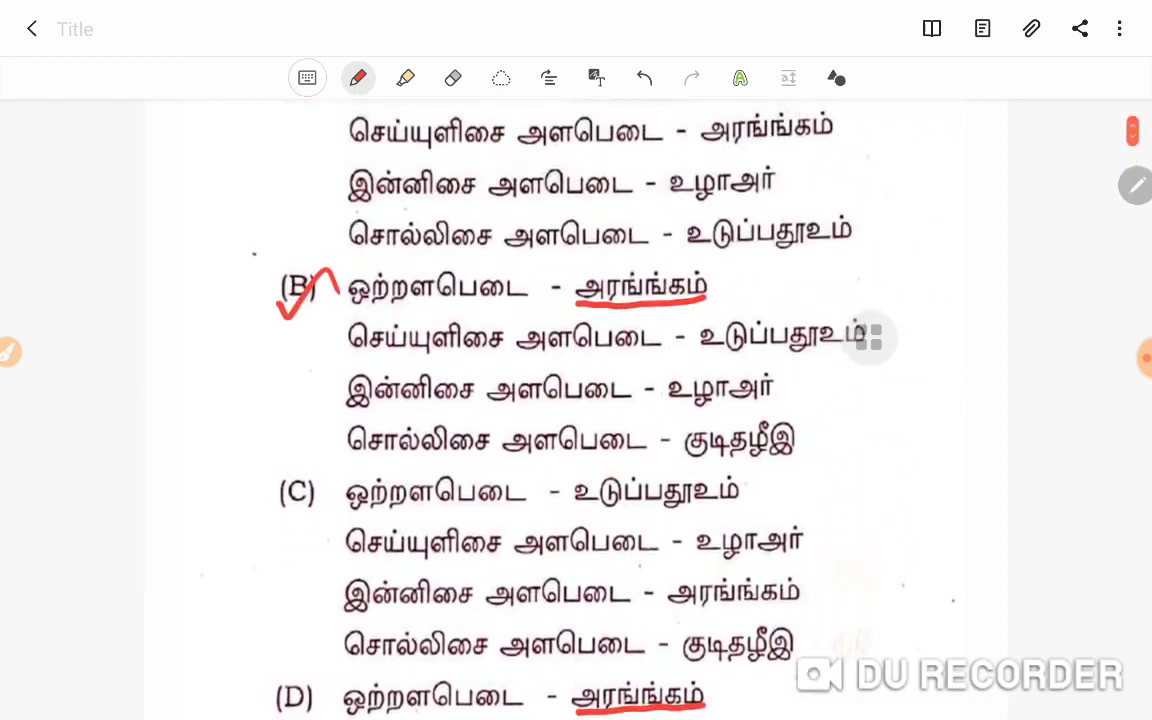 Title
செய்யுளிசை அளபெடை - அரங்ங்கம்
இன்னிசை அளபெடை - உழாஅர்
சொல்லிசை அளபெடை - உடுப்பதூஉம்
(B) ஒற்றளபெடை - அரங்ங்கம்
செய்யுளிசை அளபெடை - உடுப்பதூஉம்
இன்னிசை அளபெடை - உழாஅர்
சொல்லிசை அளபெடை - குடிதழீஇ
(C) ஒற்றளபெடை - உடுப்பதூஉம்
செய்யுளிசை அளபெடை - உழாஅர்
இன்னிசை அளபெடை - அரங்ங்கம்
சொல்லிசை அளபெடை - குடிதழீஇ
DU RECORDER
(D) ஒற்றளபெடை - அரங்ங்கம்